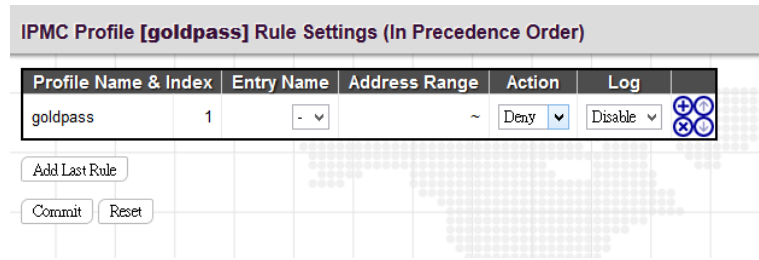 IPMC Profile [goldpass] Rule Settings (In Precedence Order)
Profile Name & Index Entry Name Address Range Action Log
goldpass 1 - ~ Deny Disable
Add Last Rule
Commit Reset